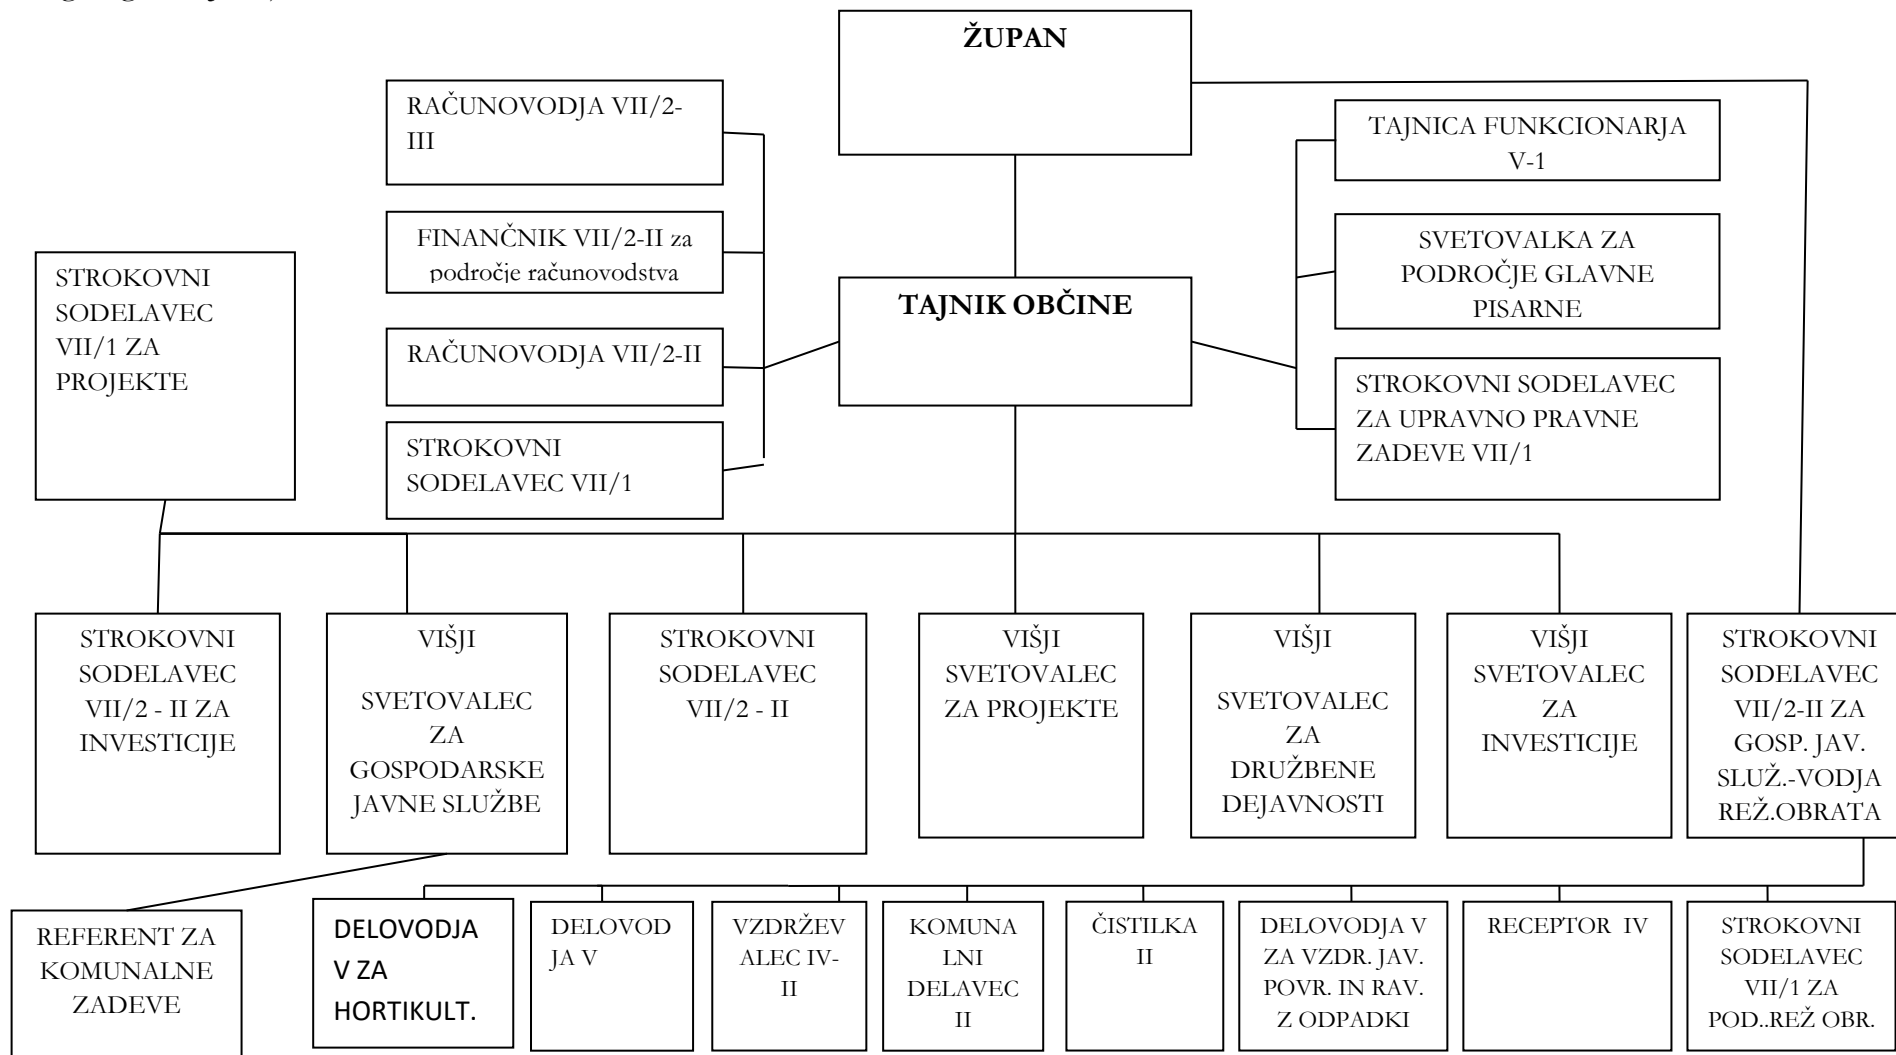 ŽUPAN
RAČUNOVODJA VII/2-
III
TAJNICA FUNKCIONARJA
V-1
FINANČNIK VII/2-II za
področje računovodstva
SVETOVALKA ZA
PODROČJE GLAVNE
PISARNE
STROKOVNI
SODELAVEC
VII/1 ZA
PROJEKTE
TAJNIK OBČINE
RAČUNOVODJA VII/2-II
STROKOVNI SODELAVEC
ZA UPRAVNO PRAVNE
ZADEVE VII/1
STROKOVNI
SODELAVEC VII/1
STROKOVNI
SODELAVEC
VII/2 - II ZA
INVESTICIJE
VIŠJI
SVETOVALEC
ZA
GOSPODARSKE
JAVNE SLUŽBE
STROKOVNI
SODELAVEC
VII/2 - II
VIŠJI
SVETOVALEC
ZA PROJEKTE
VIŠJI
SVETOVALEC
ZA
DRUŽBENE
DEJAVNOSTI
VIŠJI
SVETOVALEC
ZA
INVESTICIJE
STROKOVNI
SODELAVEC
VII/2-II ZA
GOSP. JAV.
SLUŽ.-VODJA
REŽ.OBRATA
REFERENT ZA
KOMUNALNE
ZADEVE
DELOVODJA
V ZA
HORTIKULT.
DELOVOD
JA V
VZDRŽEV
ALEC IV-
II
KOMUNA
LNI
DELAVEC
II
ČISTILKA
II
DELOVODJA V
ZA VZDR. JAV.
POVR. IN RAV.
Z ODPADKI
RECEPTOR IV
STROKOVNI
SODELAVEC
VII/1 ZA
POD..REŽ OBR.